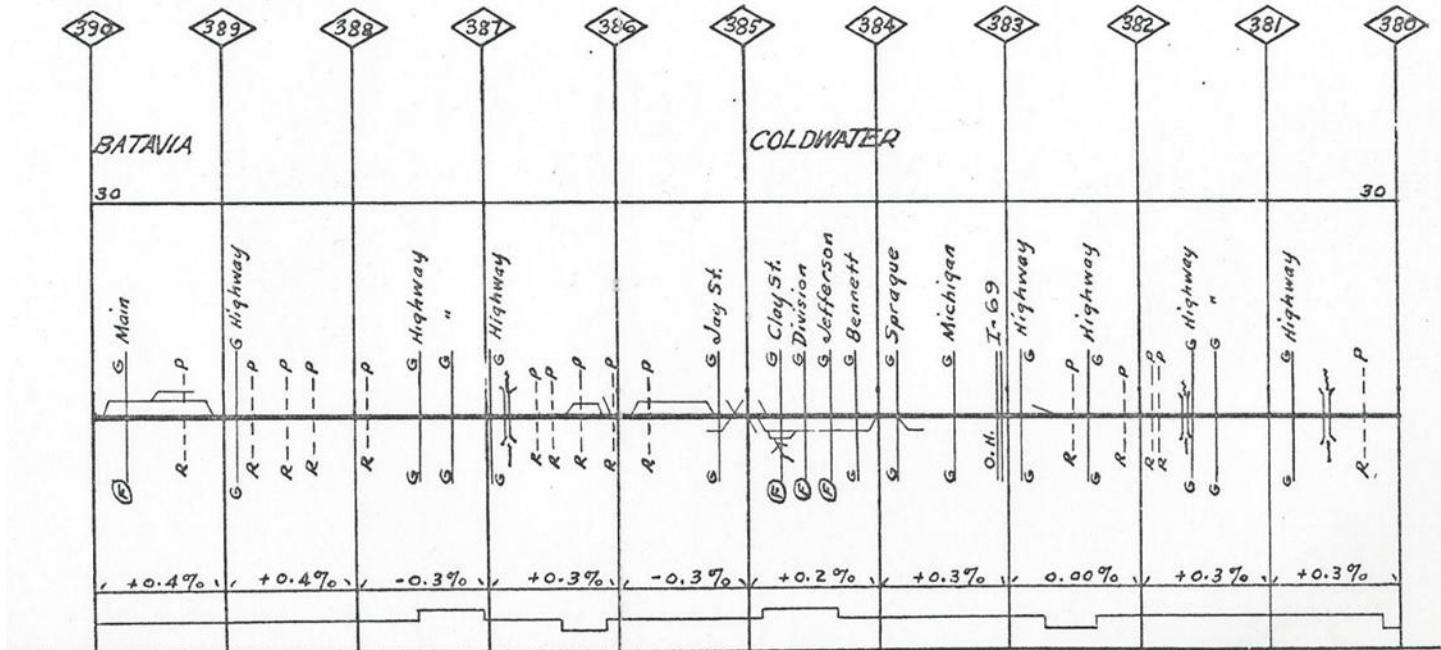 390 389 388 387 386 385 384 383 382 381 380
BATAVIA COLDWATER
30 30
G Main P G Highway P P P P G Highway G " G Highway P P P P P G Jay St. G Clay St. G Division G Jefferson G Bennett G Sprague G Michigan I-69 G Highway P G Highway P P P G Highway G " G Highway P
F R G R R R R G G G R R R R R G F F F G G G O.H. G R G R R R G G G R
+0.4% +0.4% -0.3% +0.3% -0.3% +0.2% +0.3% 0.00% +0.3% +0.3%